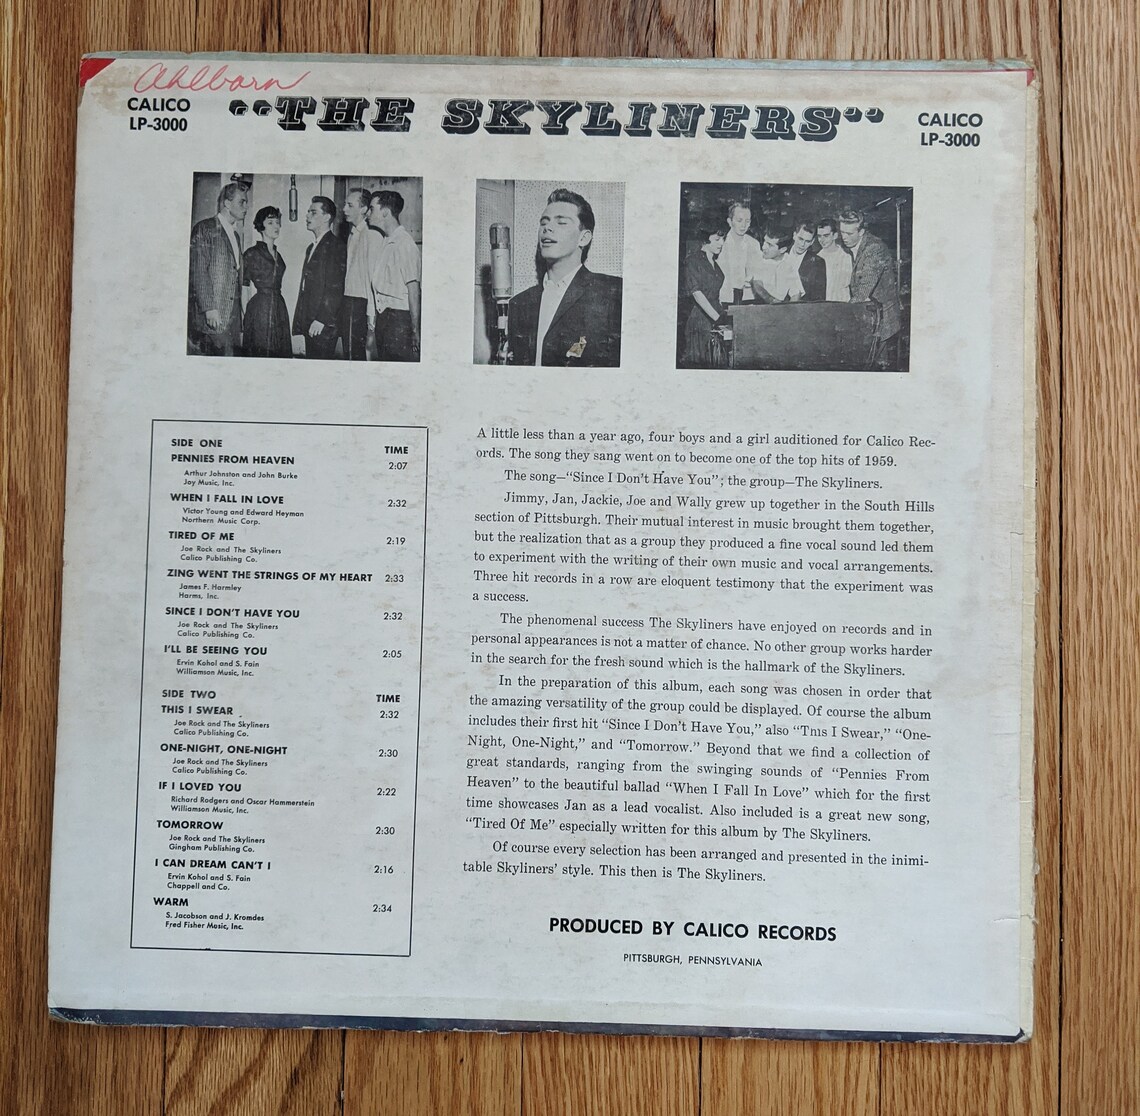 Ahlborn
CALICO
LP-3000
"THE SKYLINERS"
CALICO
LP-3000
SIDE ONE
TIME
PENNIES FROM HEAVEN 2:07
Arthur Johnston and John Burke
Joy Music, Inc.
WHEN I FALL IN LOVE 2:32
Victor Young and Edward Heyman
Northern Music Corp.
TIRED OF ME 2:19
Joe Rock and The Skyliners
Calico Publishing Co.
ZING WENT THE STRINGS OF MY HEART 2:33
James F. Harmley
Harms, Inc.
SINCE I DON'T HAVE YOU 2:32
Joe Rock and The Skyliners
Calico Publishing Co.
I'LL BE SEEING YOU 2:05
Ervin Kohol and S. Fain
Williamson Music, Inc.
SIDE TWO
TIME
THIS I SWEAR 2:32
Joe Rock and The Skyliners
Calico Publishing Co.
ONE-NIGHT, ONE-NIGHT 2:30
Joe Rock and The Skyliners
Calico Publishing Co.
IF I LOVED YOU 2:22
Richard Rodgers and Oscar Hammerstein
Williamson Music, Inc.
TOMORROW 2:30
Joe Rock and The Skyliners
Gingham Publishing Co.
I CAN DREAM CAN'T I 2:16
Ervin Kohol and S. Fain
Chappell and Co.
WARM 2:34
S. Jacobson and J. Kromdes
Fred Fisher Music, Inc.
A little less than a year ago, four boys and a girl auditioned for Calico Rec-
ords. The song they sang went on to become one of the top hits of 1959.
The song—"Since I Don't Have You"; the group—The Skyliners.
Jimmy, Jan, Jackie, Joe and Wally grew up together in the South Hills
section of Pittsburgh. Their mutual interest in music brought them together,
but the realization that as a group they produced a fine vocal sound led them
to experiment with the writing of their own music and vocal arrangements.
Three hit records in a row are eloquent testimony that the experiment was
a success.
The phenomenal success The Skyliners have enjoyed on records and in
personal appearances is not a matter of chance. No other group works harder
in the search for the fresh sound which is the hallmark of the Skyliners.
In the preparation of this album, each song was chosen in order that
the amazing versatility of the group could be displayed. Of course the album
includes their first hit "Since I Don't Have You," also "This I Swear," "One-
Night, One-Night," and "Tomorrow." Beyond that we find a collection of
great standards, ranging from the swinging sounds of "Pennies From
Heaven" to the beautiful ballad "When I Fall In Love" which for the first
time showcases Jan as a lead vocalist. Also included is a great new song,
"Tired Of Me" especially written for this album by The Skyliners.
Of course every selection has been arranged and presented in the inimi-
table Skyliners' style. This then is The Skyliners.
PRODUCED BY CALICO RECORDS
PITTSBURGH, PENNSYLVANIA